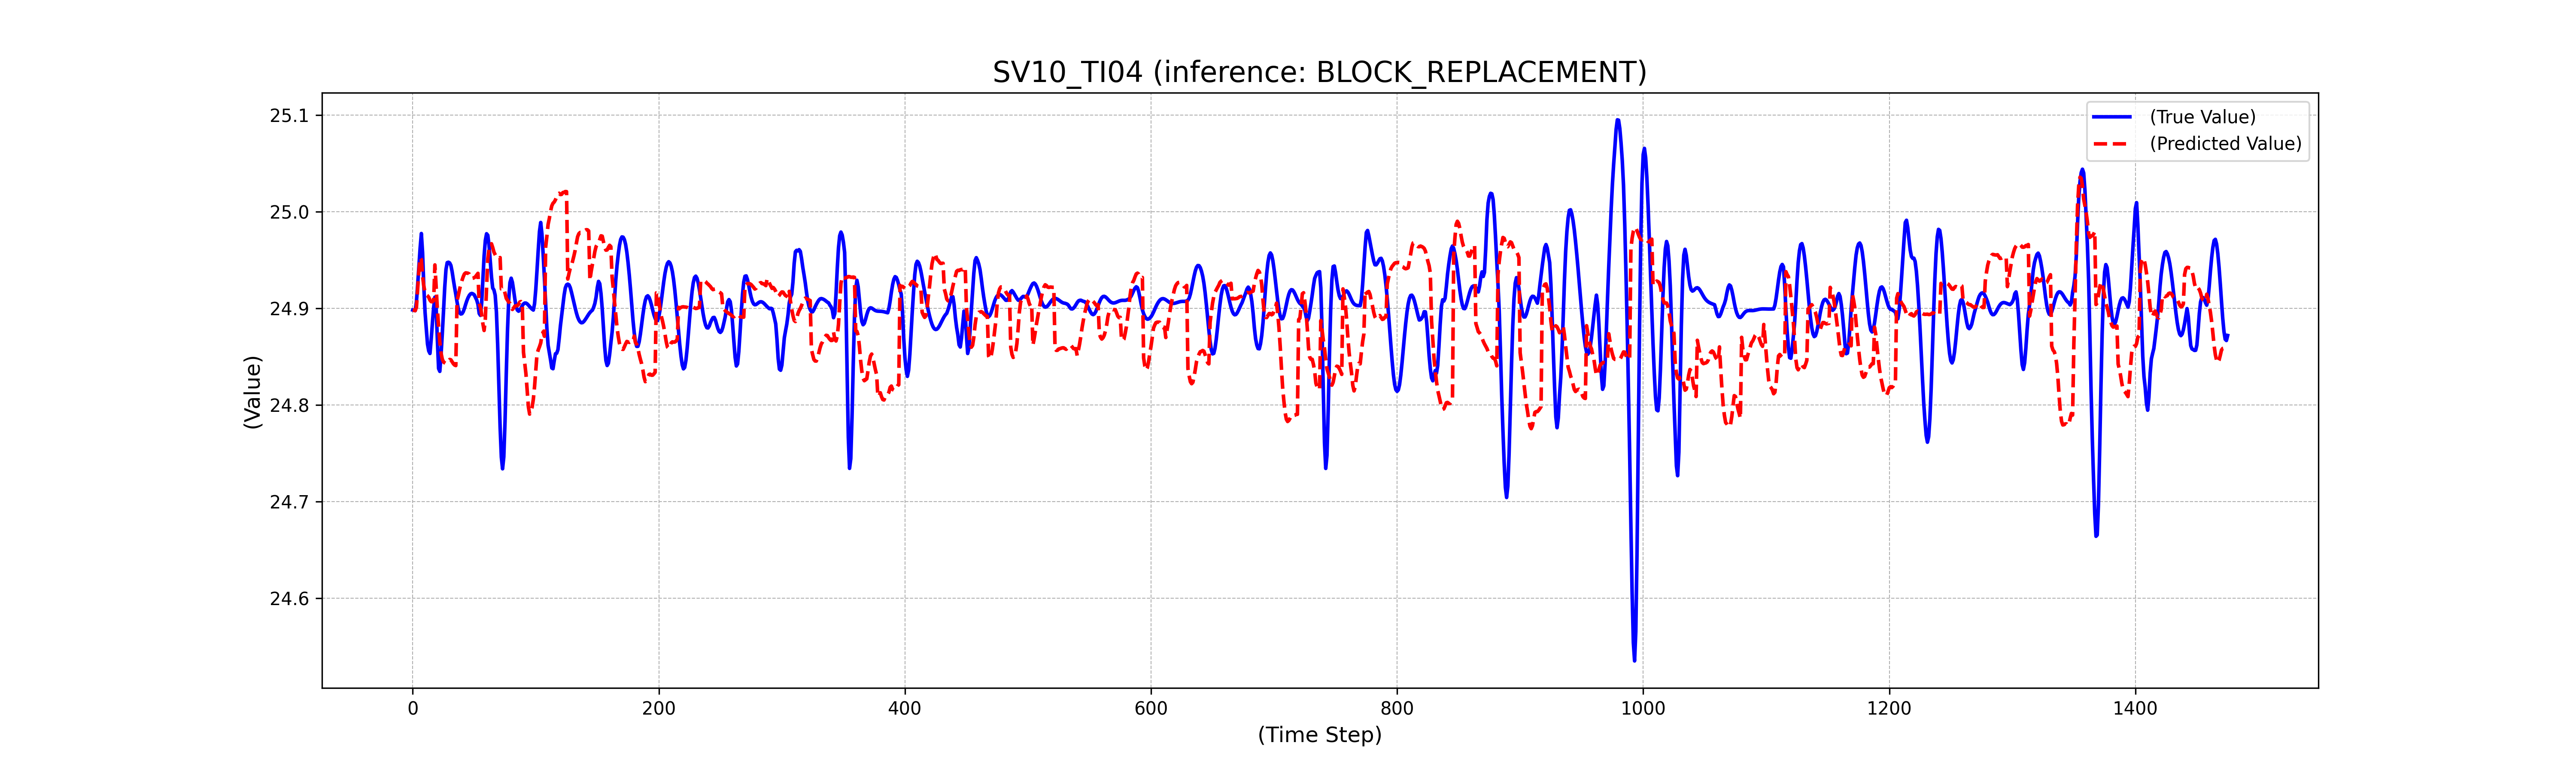 SV10_TI04 (inference: BLOCK_REPLACEMENT)
(True Value)
(Predicted Value)
(Value)
25.1
25.0
24.9
24.8
24.7
24.6
0 200 400 600 800 1000 1200 1400
(Time Step)